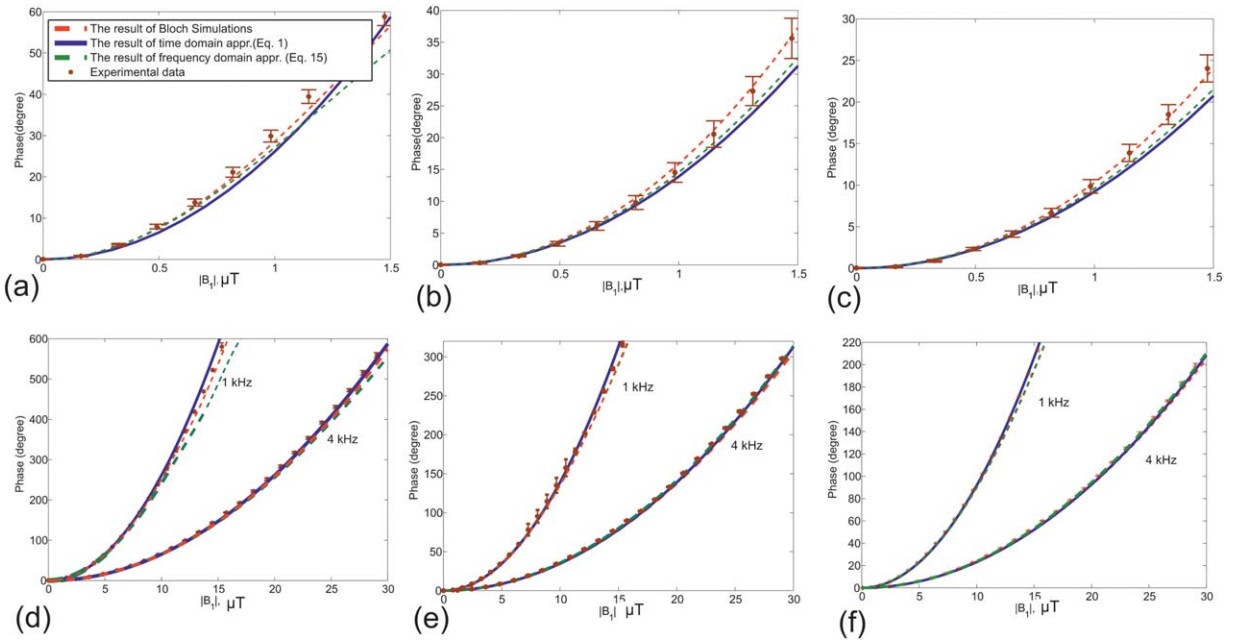 60
50
40
30
20
10
0
Phase(degree)
The result of Bloch Simulations
The result of time domain appr.(Eq. 1)
The result of frequency domain appr. (Eq. 15)
Experimental data
0 0.5 1 1.5
|B1|, μT
(a)
40
35
30
25
20
15
10
5
0
Phase (degree)
0 0.5 1 1.5
|B1|, μT
(b)
30
25
20
15
10
5
0
Phase (degree)
0 0.5 1 1.5
|B1|, μT
(c)
600
500
400
300
200
100
0
Phase (degree)
1 kHz
4 kHz
0 5 10 15 20 25 30
|B1|, μT
(d)
300
250
200
150
100
50
0
Phase (degree)
1 kHz
4 kHz
0 5 10 15 20 25 30
|B1|, μT
(e)
220
200
180
160
140
120
100
80
60
40
20
0
Phase (degree)
1 kHz
4 kHz
0 5 10 15 20 25 30
|B1|, μT
(f)